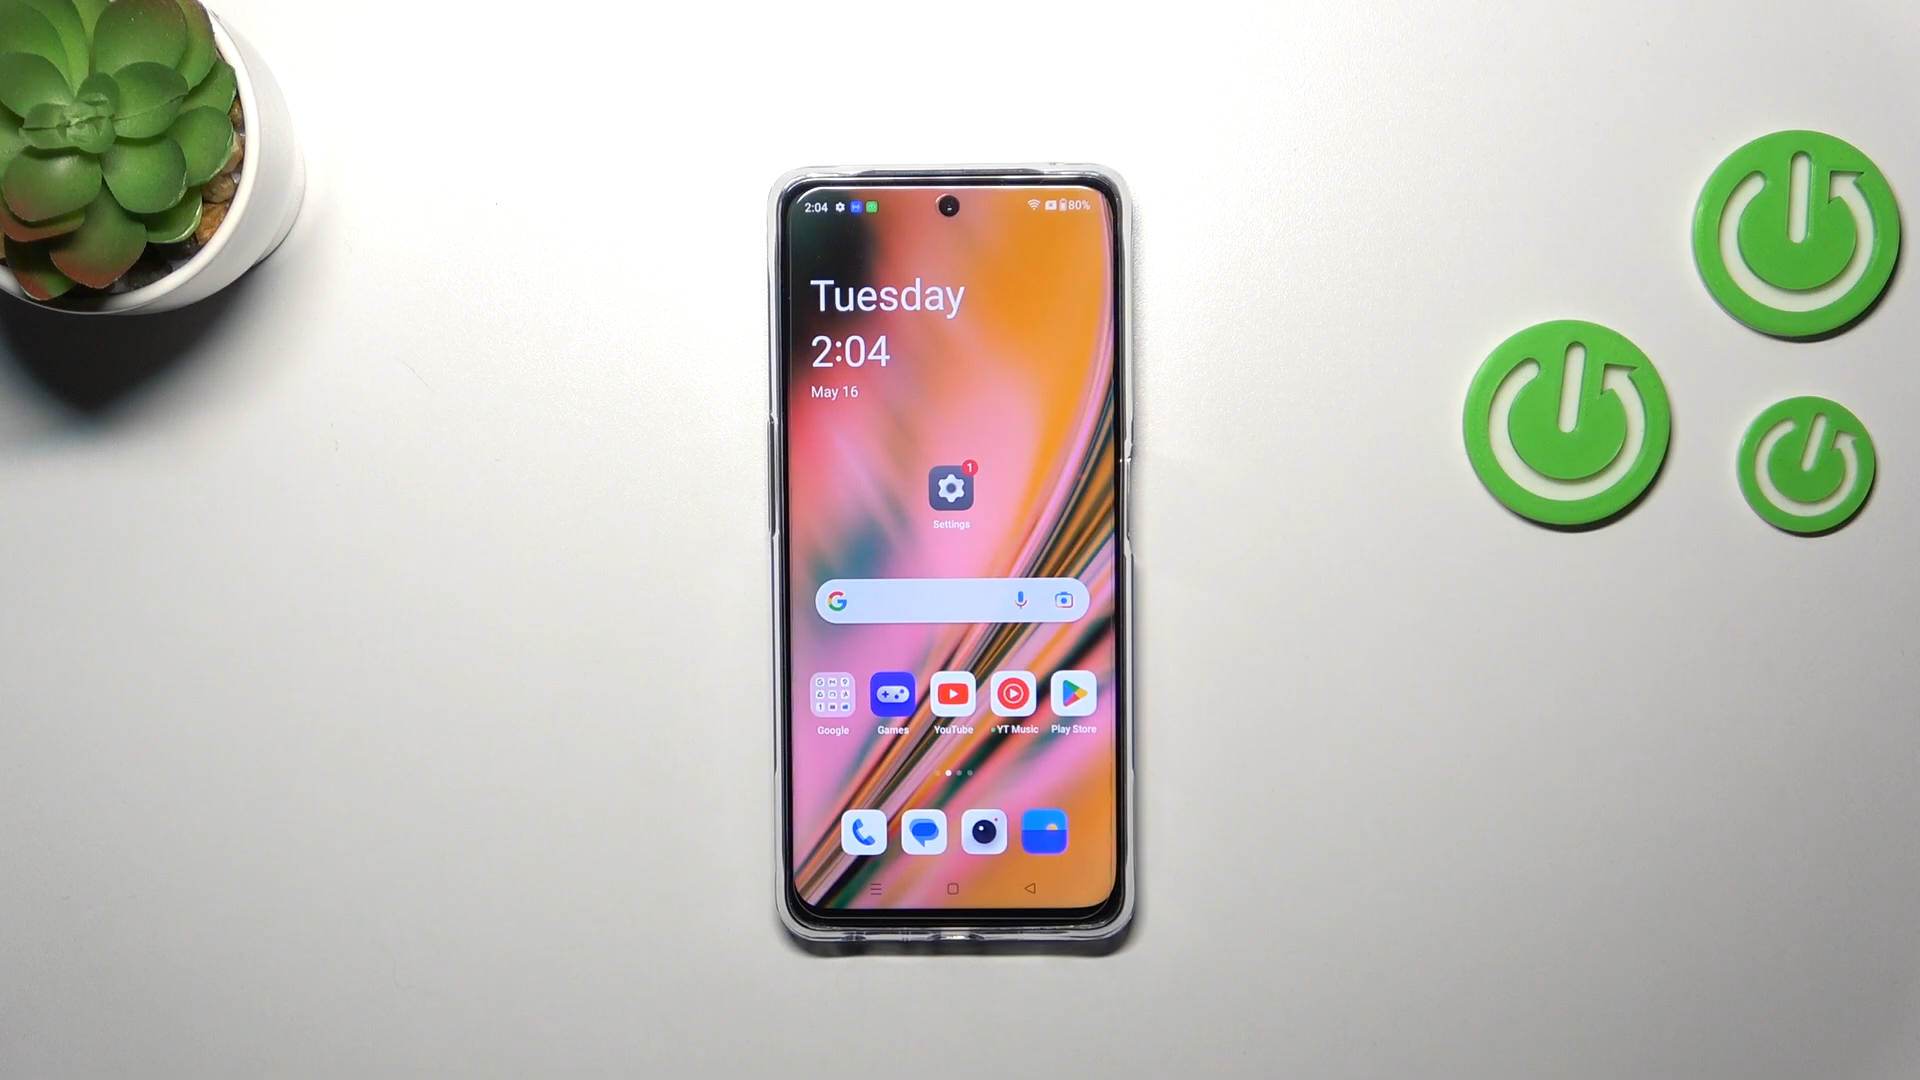 2:04
80%
Tuesday
2:04
May 16
1
Settings
G
Google
Games
YouTube
YT Music
Play Store